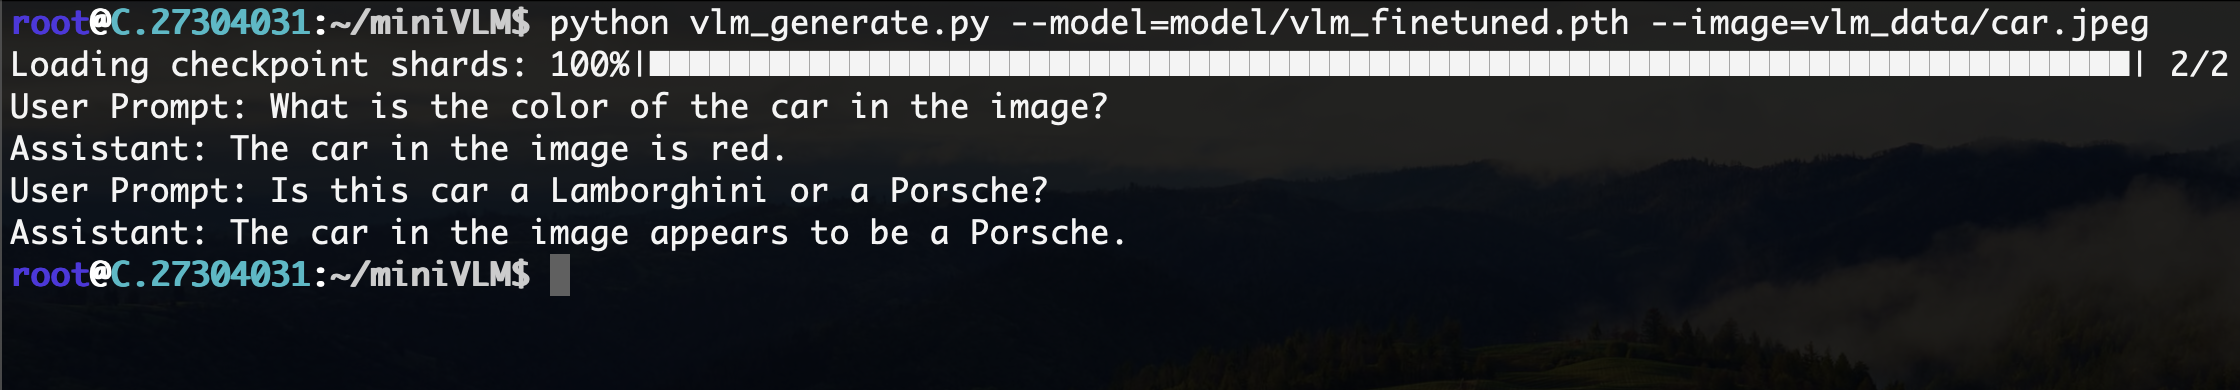 root@C.27304031:~/miniVLM$ python vlm_generate.py --model=model/vlm_finetuned.pth --image=vlm_data/car.jpeg
Loading checkpoint shards: 100%|██████████████████████████████████████████████████████████████████████████| 2/2
User Prompt: What is the color of the car in the image?
Assistant: The car in the image is red.
User Prompt: Is this car a Lamborghini or a Porsche?
Assistant: The car in the image appears to be a Porsche.
root@C.27304031:~/miniVLM$